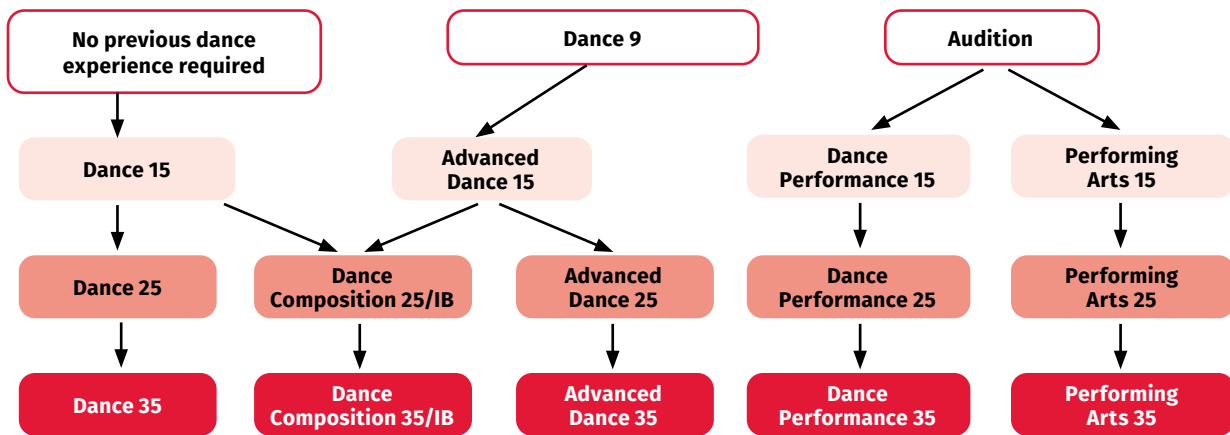 No previous dance
experience required
Dance 9
Audition
Dance 15
Advanced
Dance 15
Dance
Performance 15
Performing
Arts 15
Dance 25
Dance
Composition 25/IB
Advanced
Dance 25
Dance
Performance 25
Performing
Arts 25
Dance 35
Dance
Composition 35/IB
Advanced
Dance 35
Dance
Performance 35
Performing
Arts 35